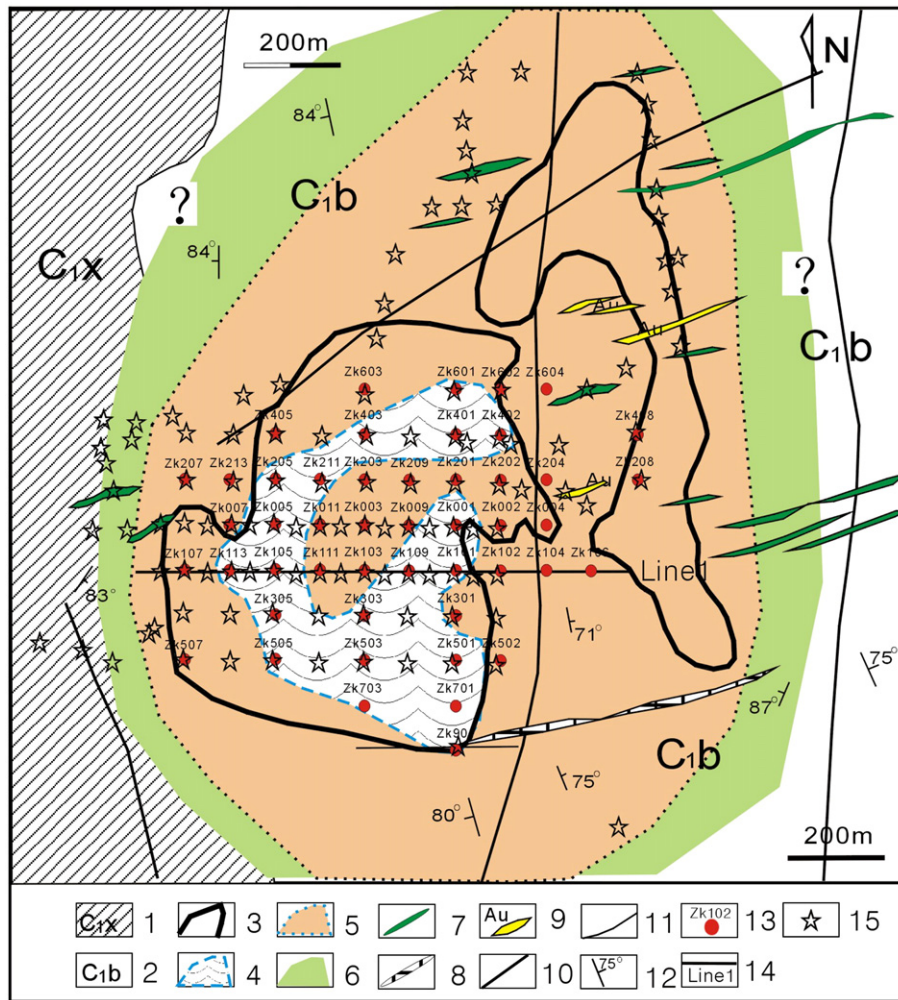 200m
N
84°
C₁b
?
84°
C₁x
?
Au
Au
C₁b
Zk603
Zk601
Zk602
Zk604
Zk405
Zk403
Zk401
Zk402
Zk408
Zk207
Zk213
Zk205
Zk211
Zk203
Zk209
Zk201
Zk202
Zk204
Au
Zk208
Zk007
Zk005
Zk011
Zk003
Zk009
Zk001
Zk002
Zk004
Zk107
Zk113
Zk105
Zk111
Zk103
Zk109
Zk101
Zk102
Zk104
Zk106
Line1
83°
Zk305
Zk303
Zk301
71°
Zk507
Zk505
Zk503
Zk501
Zk502
75°
Zk703
Zk701
87°
Zk90
C₁b
75°
80°
200m
C₁x 1
3
5
7
Au 9
11
Zk102 13
15
C₁b 2
4
6
8
10
75° 12
Line1 14